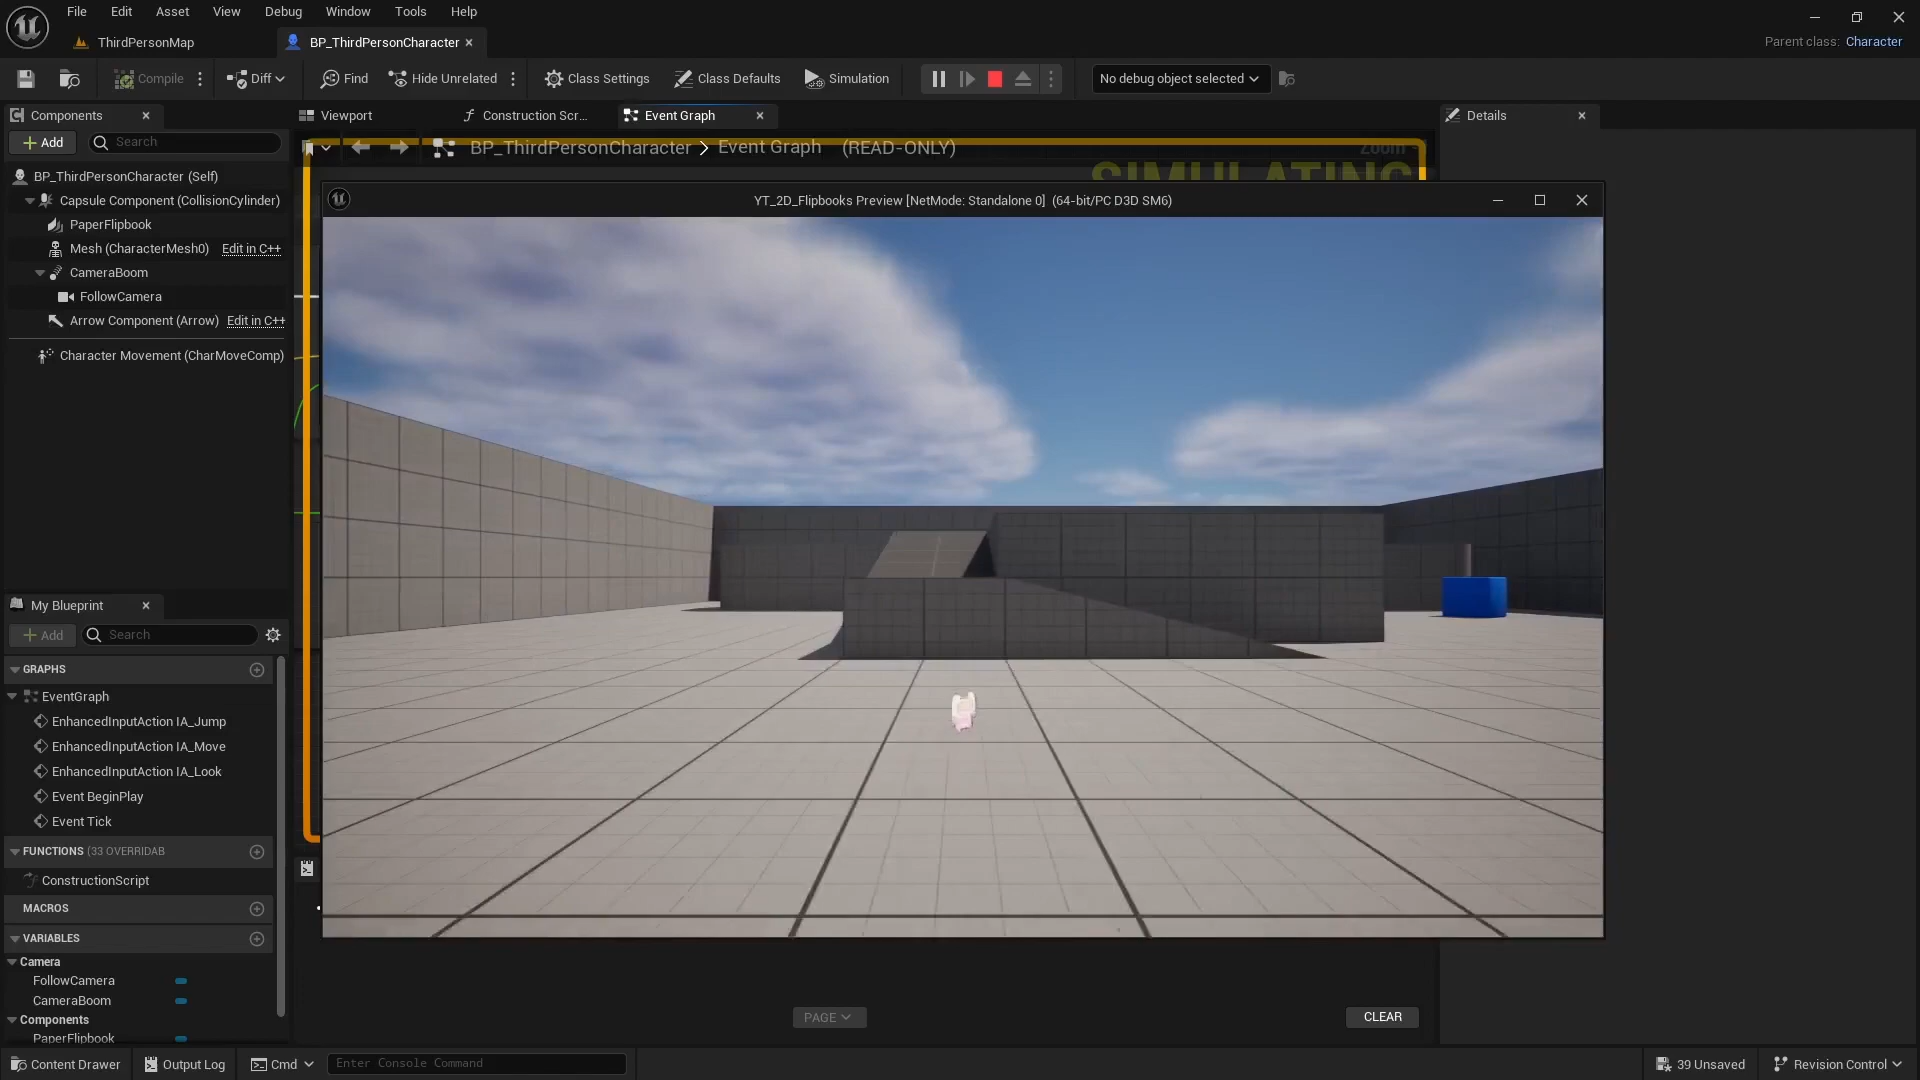 File Edit Asset View Debug Window Tools Help
ThirdPersonMap
BP_ThirdPersonCharacter
Parent class: Character
Compile
Diff
Find
Hide Unrelated
Class Settings
Class Defaults
Simulation
No debug object selected
Components
Add
Search
BP_ThirdPersonCharacter (Self)
Capsule Component (CollisionCylinder)
PaperFlipbook
Mesh (CharacterMesh0) Edit in C++
CameraBoom
FollowCamera
Arrow Component (Arrow) Edit in C++
Character Movement (CharMoveComp)
Viewport
Construction Scr...
Event Graph
BP_ThirdPersonCharacter > Event Graph (READ-ONLY)
Zoom
SIMULATING
YT_2D_Flipbooks Preview [NetMode: Standalone 0] (64-bit/PC D3D SM6)
Details
My Blueprint
Add
Search
GRAPHS
EventGraph
EnhancedInputAction IA_Jump
EnhancedInputAction IA_Move
EnhancedInputAction IA_Look
Event BeginPlay
Event Tick
FUNCTIONS (33 OVERRIDAB
ConstructionScript
MACROS
VARIABLES
Camera
FollowCamera
CameraBoom
Components
PaperFlipbook
PAGE
CLEAR
Content Drawer
Output Log
Cmd
Enter Console Command
39 Unsaved
Revision Control